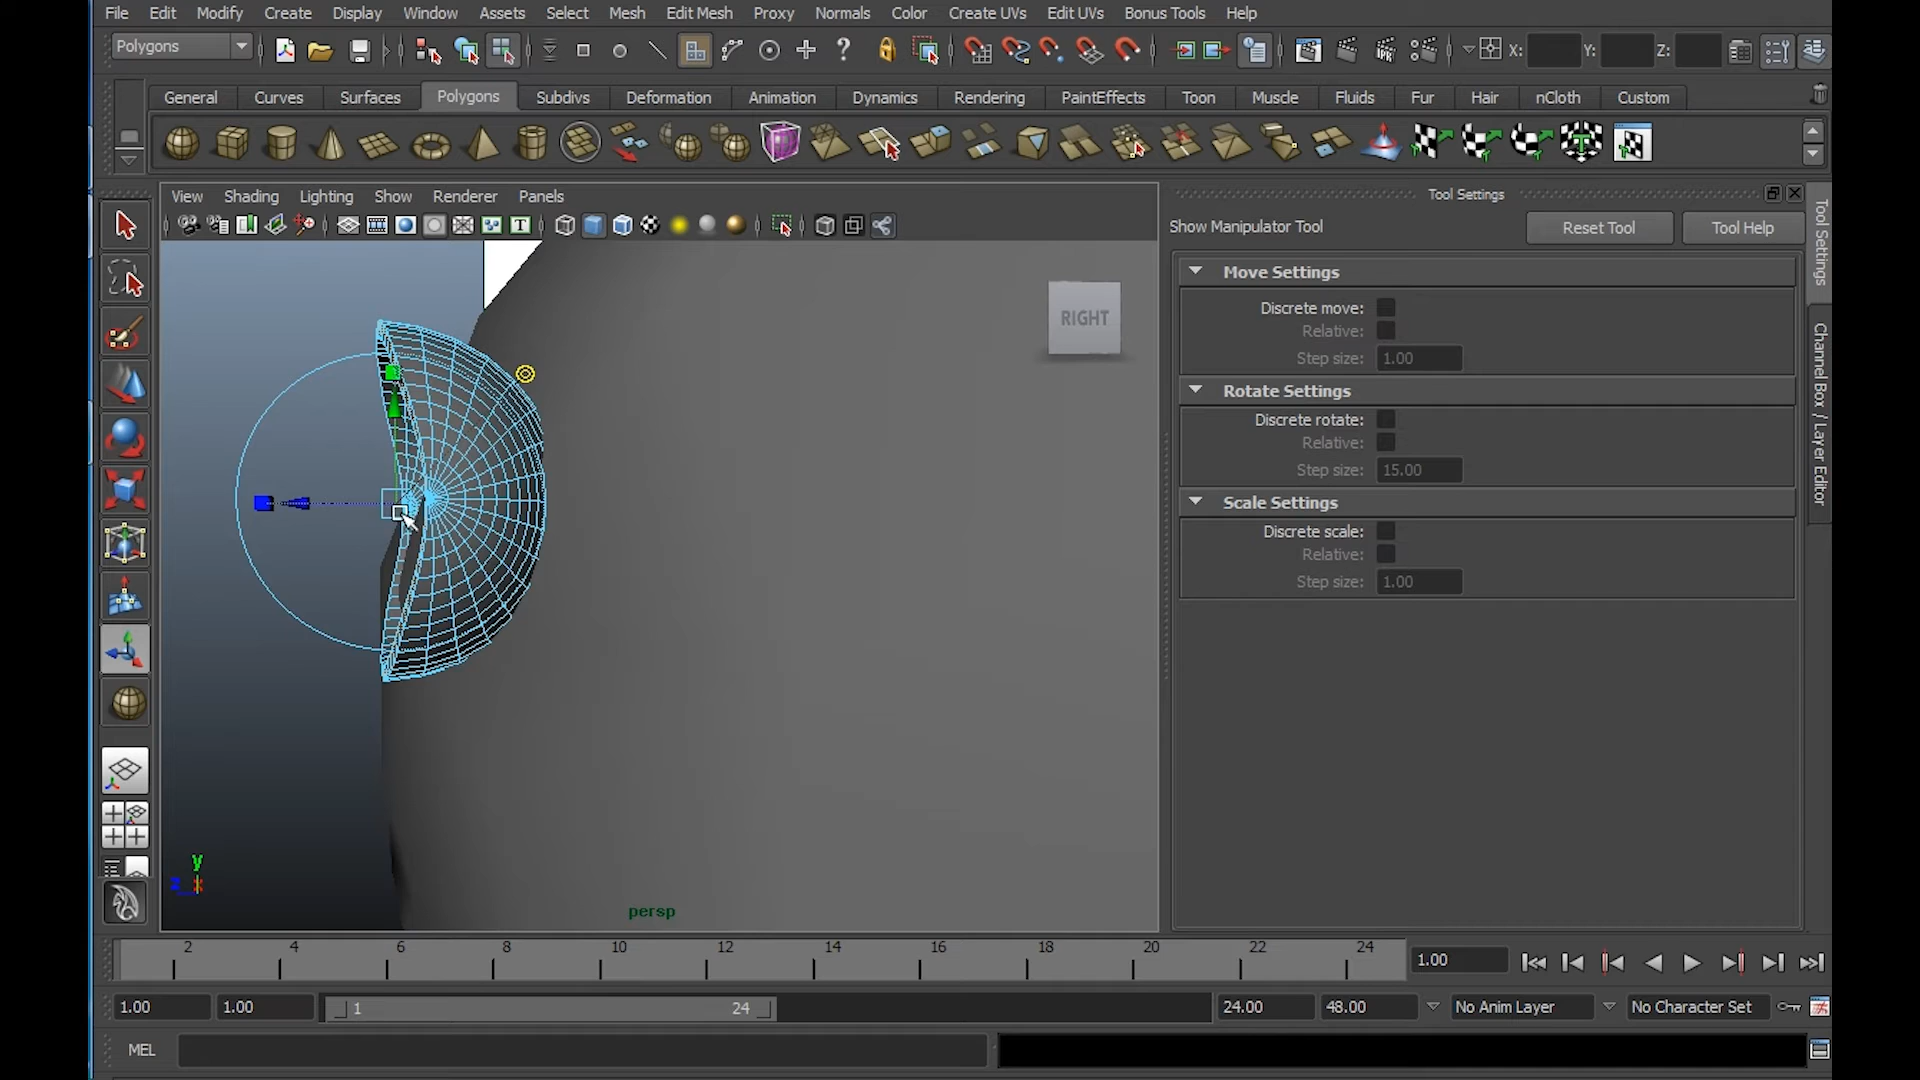 File Edit Modify Create Display Window Assets Select Mesh Edit Mesh Proxy Normals Color Create UVs Edit UVs Bonus Tools Help
Polygons X: Y: Z:
General Curves Surfaces Polygons Subdivs Deformation Animation Dynamics Rendering PaintEffects Toon Muscle Fluids Fur Hair nCloth Custom
View Shading Lighting Show Renderer Panels
Tool Settings
Show Manipulator Tool Reset Tool Tool Help
Move Settings
Discrete move:
Relative:
Step size: 1.00
Rotate Settings
Discrete rotate:
Relative:
Step size: 15.00
Scale Settings
Discrete scale:
Relative:
Step size: 1.00
Tool Settings
Channel Box / Layer Editor
RIGHT
y
z x
persp
2 4 6 8 10 12 14 16 18 20 22 24 1.00
1.00 1.00 1 24 24.00 48.00 No Anim Layer No Character Set
MEL